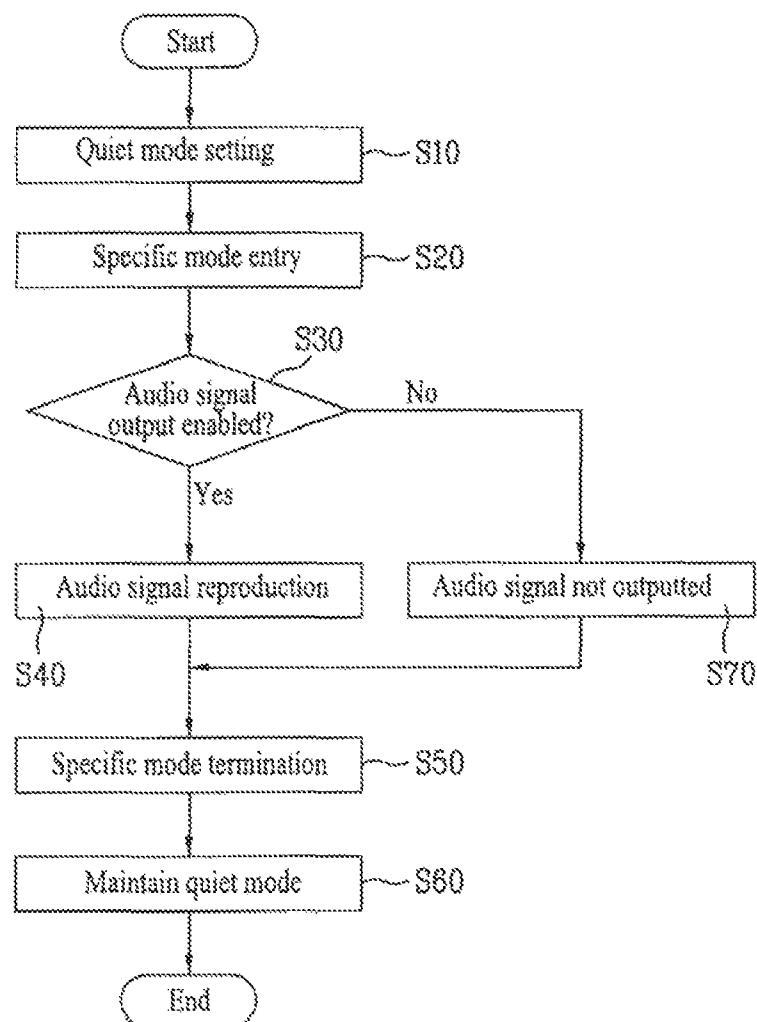 Start
Quiet mode setting
S10
Specific mode entry
S20
S30
Audio signal
output enabled?
No
Yes
Audio signal reproduction
Audio signal not outputted
S40
S70
Specific mode termination
S50
Maintain quiet mode
S60
End